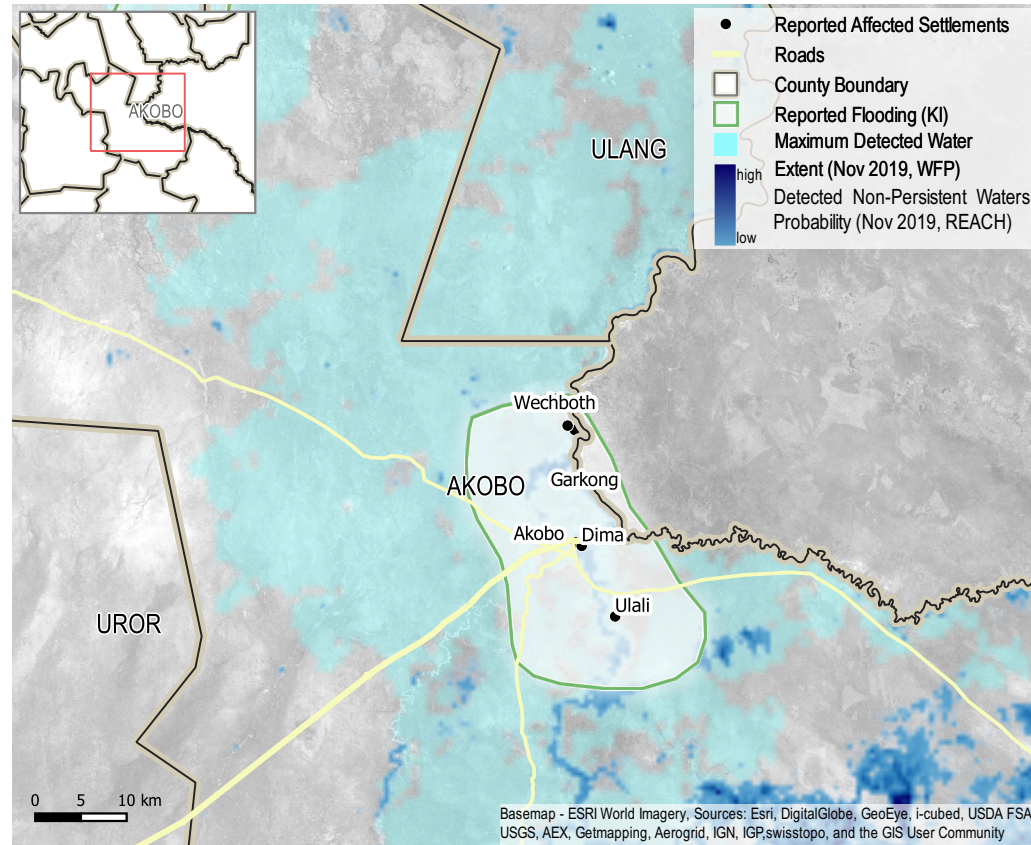 AKOBO
Reported Affected Settlements
Roads
County Boundary
Reported Flooding (KI)
Maximum Detected Water
Extent (Nov 2019, WFP)
high
Detected Non-Persistent Waters
Probability (Nov 2019, REACH)
low
ULANG
Wechboth
Garkong
AKOBO
Akobo
Dima
Ulali
UROR
0 5 10 km
Basemap - ESRI World Imagery, Sources: Esri, DigitalGlobe, GeoEye, i-cubed, USDA FSA
USGS, AEX, Getmapping, Aerogrid, IGN, IGP,swisstopo, and the GIS User Community